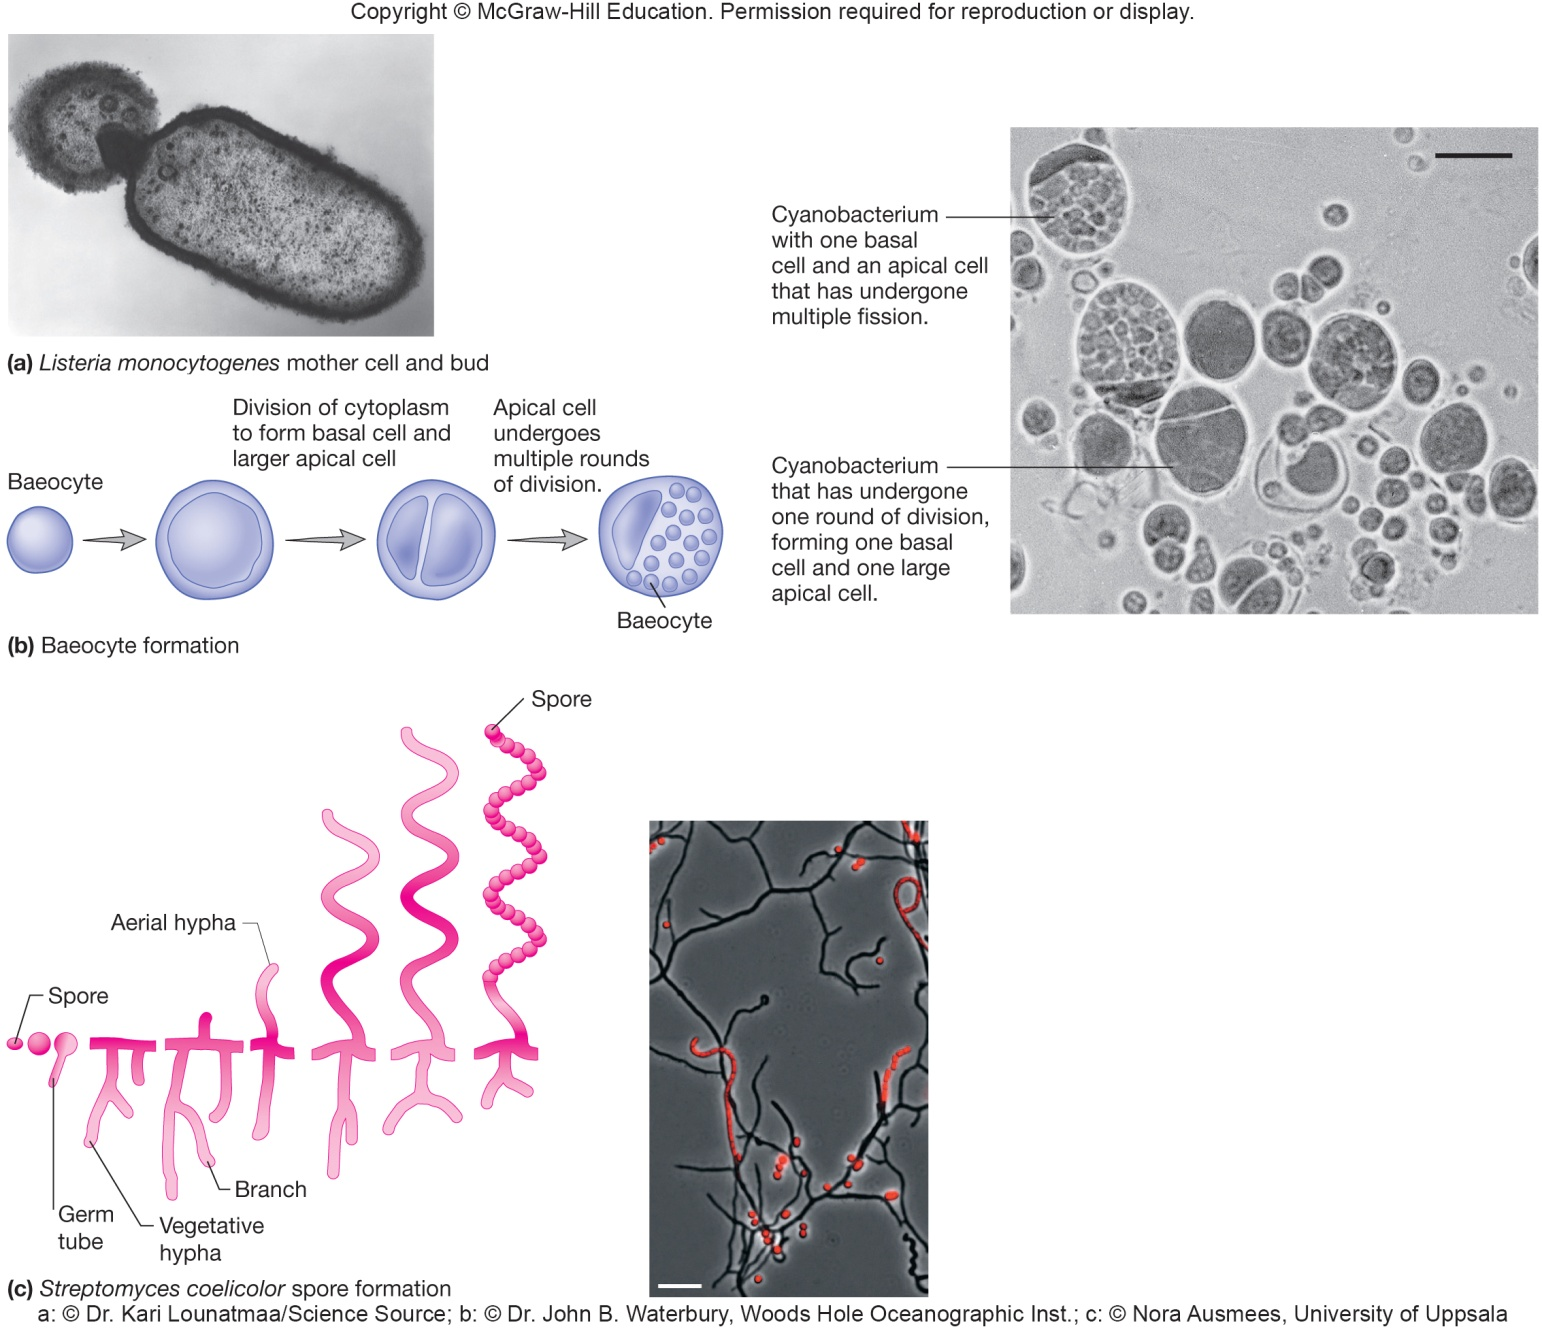 Copyright © McGraw-Hill Education. Permission required for reproduction or display.
(a) Listeria monocytogenes mother cell and bud
Baeocyte
Division of cytoplasm
to form basal cell and
larger apical cell
Apical cell
undergoes
multiple rounds
of division.
Baeocyte
(b) Baeocyte formation
Cyanobacterium
with one basal
cell and an apical cell
that has undergone
multiple fission.
Cyanobacterium
that has undergone
one round of division,
forming one basal
cell and one large
apical cell.
Spore
Aerial hypha
Spore
Germ
tube
Vegetative
hypha
Branch
(c) Streptomyces coelicolor spore formation
a: © Dr. Kari Lounatmaa/Science Source; b: © Dr. John B. Waterbury, Woods Hole Oceanographic Inst.; c: © Nora Ausmees, University of Uppsala